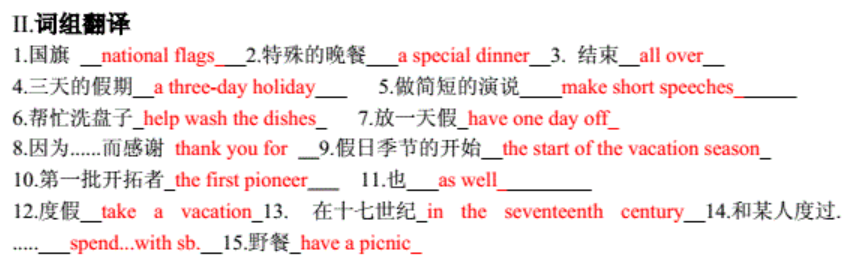 II.词组翻译
1.国旗 __national flags___2.特殊的晚餐___a special dinner__3. 结束__all over__
4.三天的假期__a three-day holiday___ 5.做简短的演说____make short speeches______
6.帮忙洗盘子_help wash the dishes_ 7.放一天假_have one day off_
8.因为......而感谢 thank you for __9.假日季节的开始__the start of the vacation season_
10.第一批开拓者_the first pioneer___ 11.也___as well_________
12.度假__take a vacation_13. 在十七世纪_in the seventeenth century__14.和某人度过.
.....___spend...with sb.__15.野餐_have a picnic_